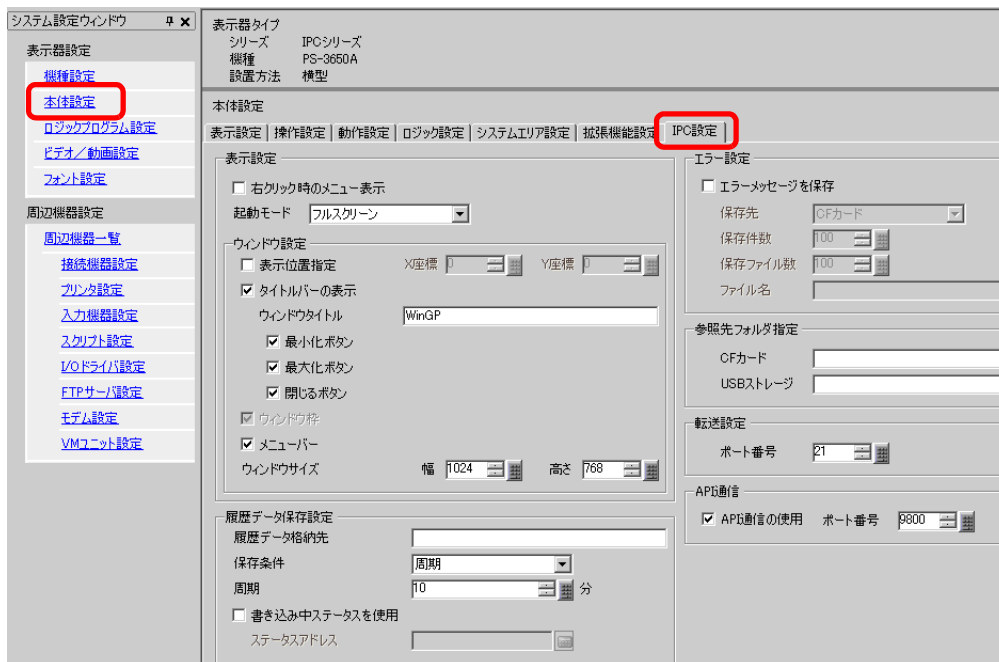 システム設定ウィンドウ
表示器設定
機種設定
本体設定
ロジックプログラム設定
ビデオ／動画設定
フォント設定
周辺機器設定
周辺機器一覧
接続機器設定
プリンタ設定
入力機器設定
スクリプト設定
I/Oドライバ設定
FTPサーバ設定
モデム設定
VMユニット設定
表示器タイプ
シリーズ IPCシリーズ
機種 PS-3650A
設置方法 横型
本体設定
表示設定 操作設定 動作設定 ロジック設定 システムエリア設定 拡張機能設定 IPC設定
表示設定
右クリック時のメニュー表示
起動モード フルスクリーン
ウィンドウ設定
表示位置指定 X座標 0 Y座標 0
タイトルバーの表示
ウィンドウタイトル WinGP
最小化ボタン
最大化ボタン
閉じるボタン
ウィンドウ枠
メニューバー
ウィンドウサイズ 幅 1024 高さ 768
履歴データ保存設定
履歴データ格納先
保存条件 周期
周期 10 分
書き込み中ステータスを使用
ステータスアドレス
エラー設定
エラーメッセージを保存
保存先 CFカード
保存件数 100
保存ファイル数 100
ファイル名
参照先フォルダ指定
CFカード
USBストレージ
転送設定
ポート番号 21
API通信
API通信の使用 ポート番号 9800